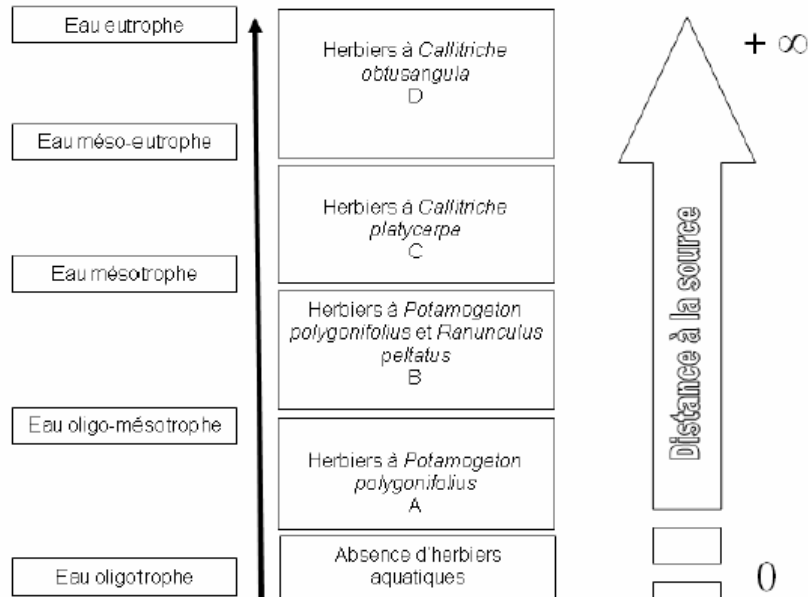 Eau eutrophe
Eau méso-eutrophe
Eau mésotrophe
Eau oligo-mésotrophe
Eau oligotrophe
Herbiers à Callitriche
obtusangula
D
Herbiers à Callitriche
platycarpa
C
Herbiers à Potamogeton
polygonifolius et Ranunculus
peltatus
B
Herbiers à Potamogeton
polygonifolius
A
Absence d'herbiers
aquatiques
+ ∞
Distance à la source
0